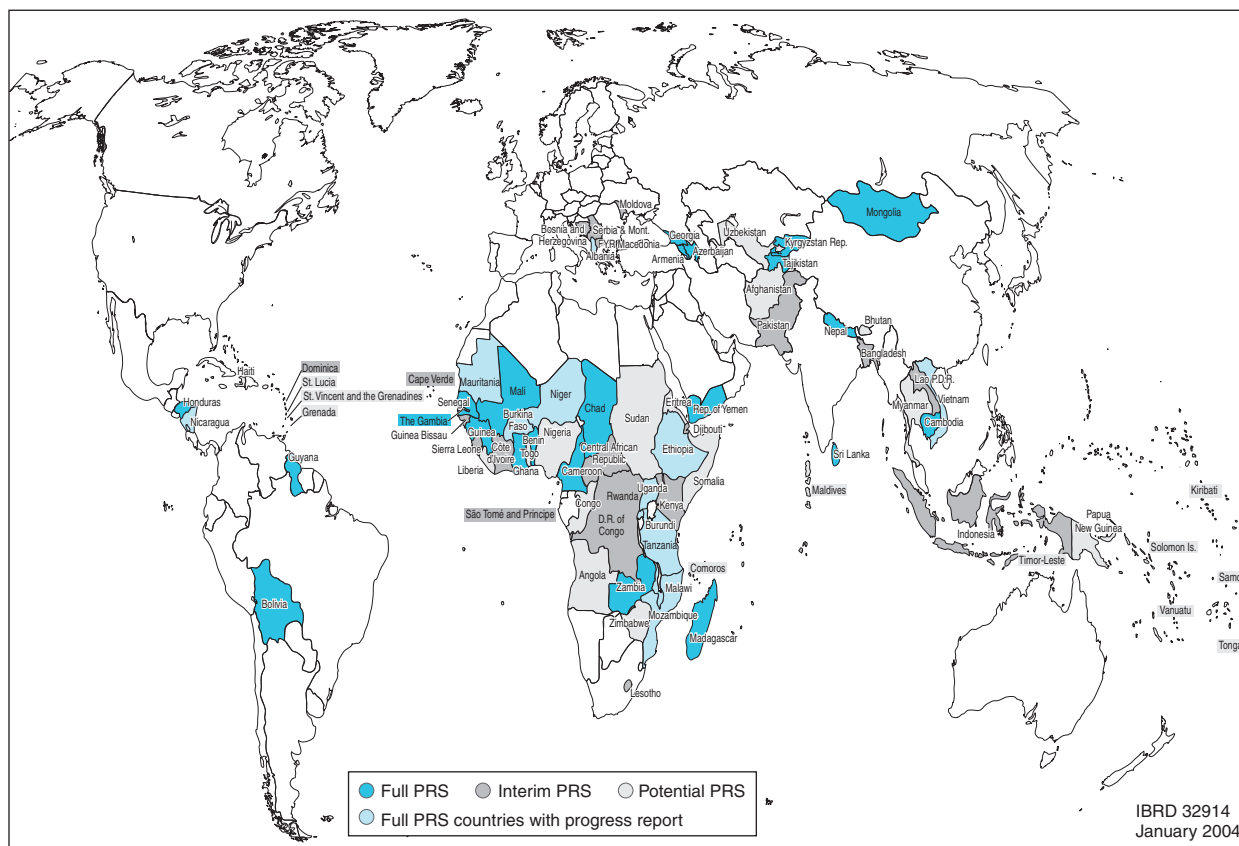 Mongolia
Moldova
Bosnia and
Herzegovina
Serbia & Mont.
FYR Macedonia
Albania
Georgia
Armenia
Azerbaijan
Uzbekistan
Kyrgyzstan Rep.
Tajikistan
Afghanistan
Pakistan
Nepal
Bhutan
Bangladesh
Lao P.D.R.
Myanmar
Vietnam
Cambodia
Sri Lanka
Maldives
Haiti
Dominica
St. Lucia
St. Vincent and the Grenadines
Grenada
Honduras
Nicaragua
Guyana
Bolivia
Cape Verde
Mauritania
Mali
Niger
Chad
Sudan
Eritrea
Rep. of Yemen
Djibouti
Senegal
The Gambia
Guinea Bissau
Guinea
Burkina
Faso
Benin
Togo
Nigeria
Sierra Leone
Côte
d'Ivoire
Liberia
Ghana
Cameroon
Central African
Republic
Ethiopia
Somalia
São Tomé and Principe
Congo
Rwanda
D.R. of
Congo
Uganda
Kenya
Burundi
Tanzania
Comoros
Angola
Zambia
Malawi
Mozambique
Zimbabwe
Madagascar
Lesotho
Indonesia
Timor-Leste
Papua
New Guinea
Kiribati
Solomon Is.
Samo
Vanuatu
Tonga
Full PRS
Interim PRS
Potential PRS
Full PRS countries with progress report
IBRD 32914
January 2004